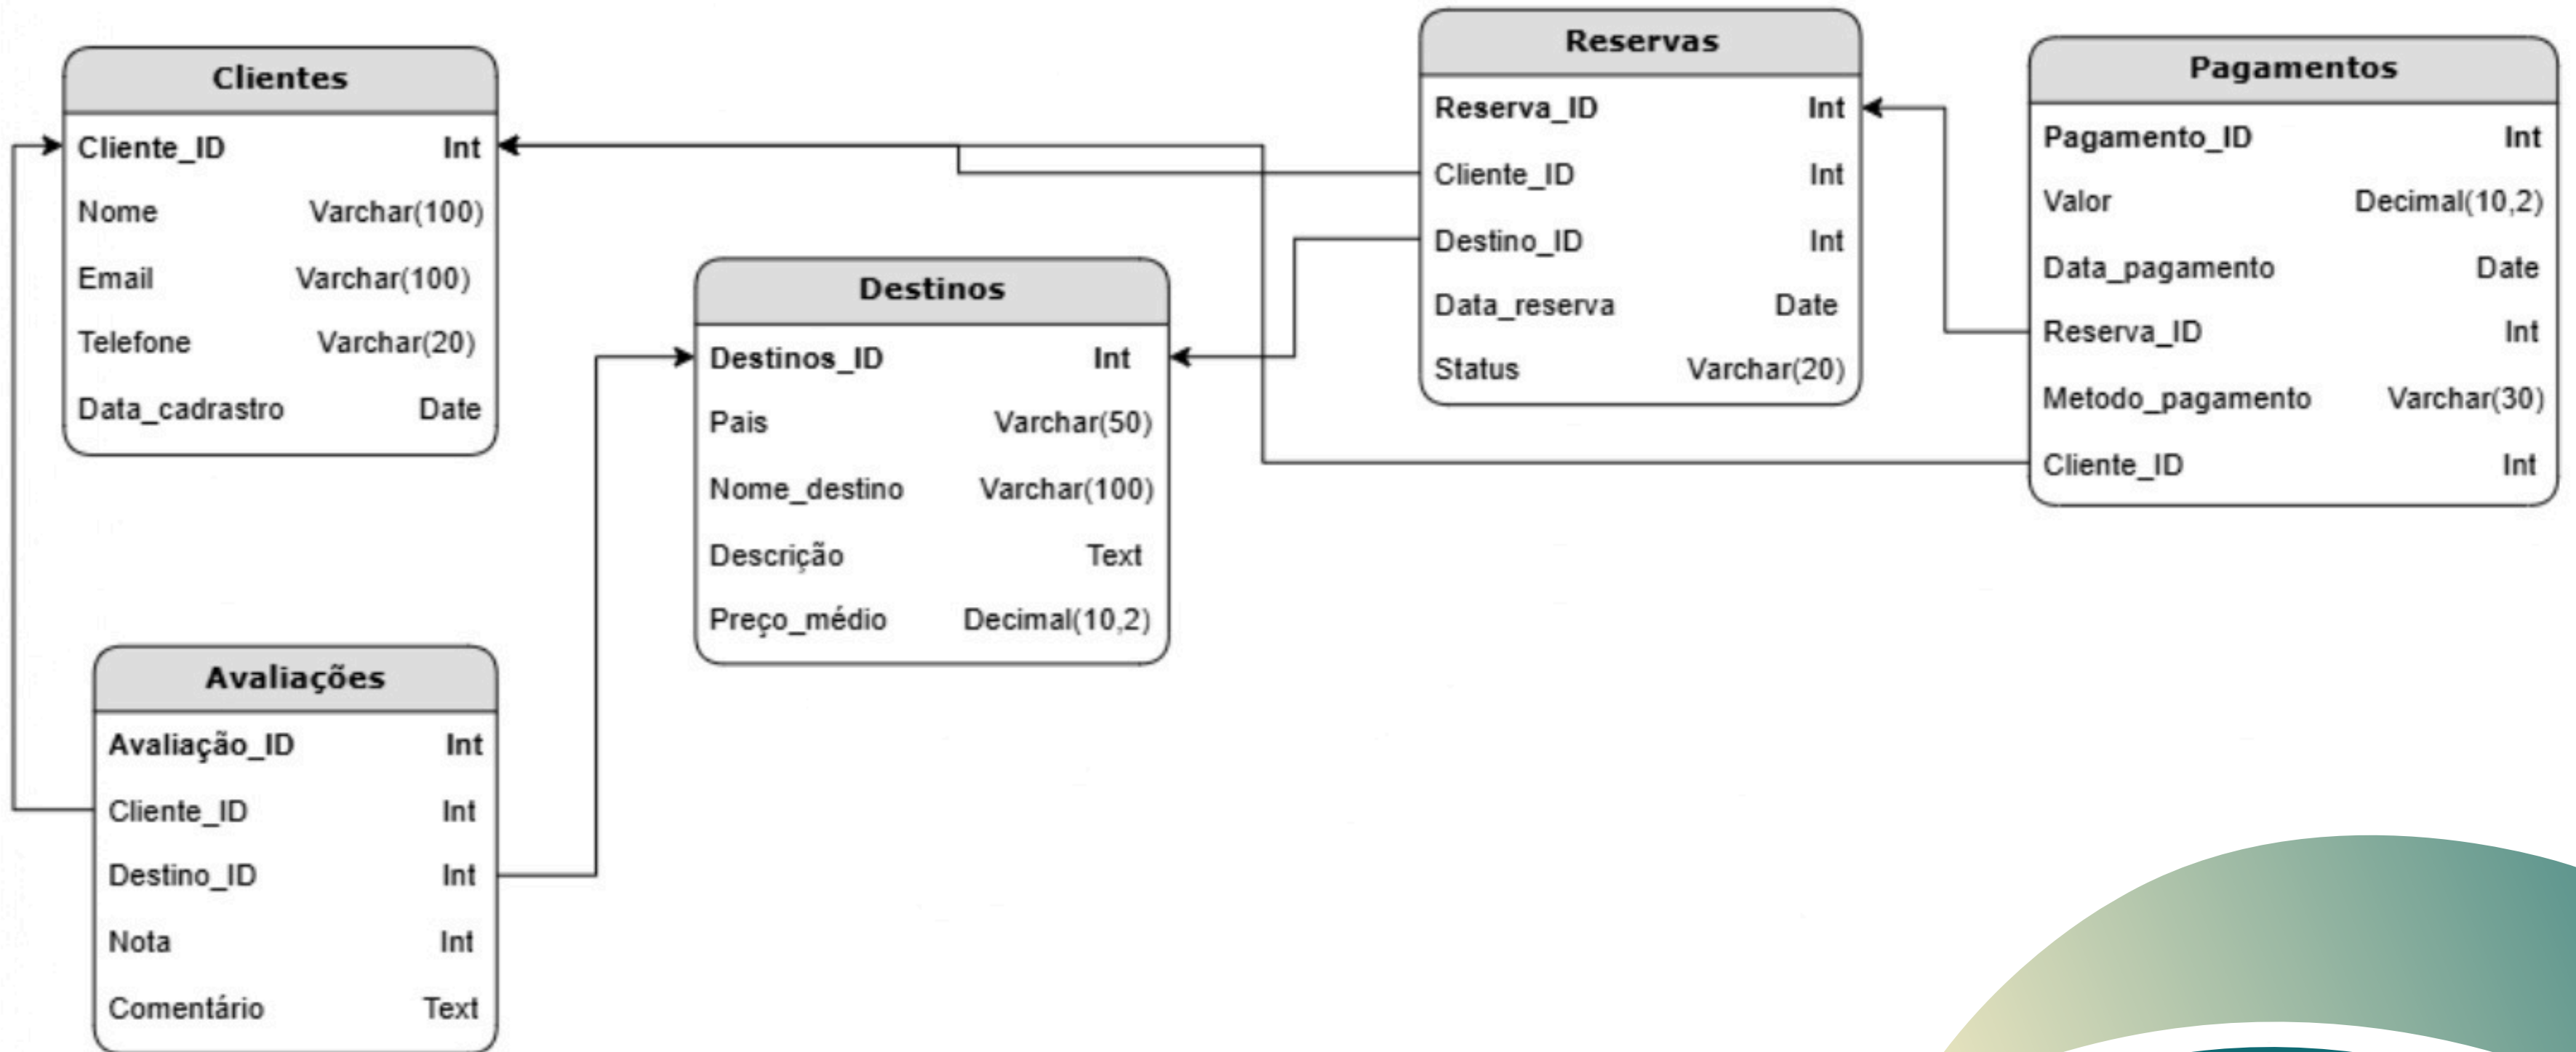 Clientes
Cliente_ID Int
Nome Varchar(100)
Email Varchar(100)
Telefone Varchar(20)
Data_cadrastro Date
Avaliações
Avaliação_ID Int
Cliente_ID Int
Destino_ID Int
Nota Int
Comentário Text
Destinos
Destinos_ID Int
Pais Varchar(50)
Nome_destino Varchar(100)
Descrição Text
Preço_médio Decimal(10,2)
Reservas
Reserva_ID Int
Cliente_ID Int
Destino_ID Int
Data_reserva Date
Status Varchar(20)
Pagamentos
Pagamento_ID Int
Valor Decimal(10,2)
Data_pagamento Date
Reserva_ID Int
Metodo_pagamento Varchar(30)
Cliente_ID Int